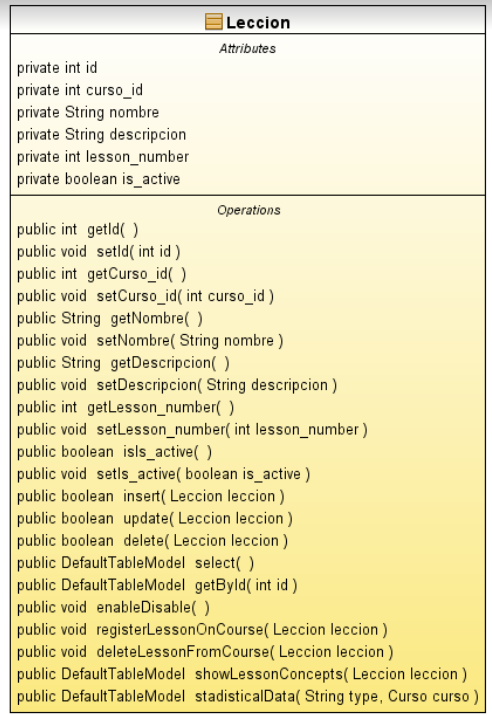 Leccion
Attributes
private int id
private int curso_id
private String nombre
private String descripcion
private int lesson_number
private boolean is_active
Operations
public int getId( )
public void setId( int id )
public int getCurso_id( )
public void setCurso_id( int curso_id )
public String getNombre( )
public void setNombre( String nombre )
public String getDescripcion( )
public void setDescripcion( String descripcion )
public int getLesson_number( )
public void setLesson_number( int lesson_number )
public boolean isIs_active( )
public void setIs_active( boolean is_active )
public boolean insert( Leccion leccion )
public boolean update( Leccion leccion )
public boolean delete( Leccion leccion )
public DefaultTableModel select( )
public DefaultTableModel getById( int id )
public void enableDisable( )
public void registerLessonOnCourse( Leccion leccion )
public void deleteLessonFromCourse( Leccion leccion )
public DefaultTableModel showLessonConcepts( Leccion leccion )
public DefaultTableModel stadisticalData( String type, Curso curso )